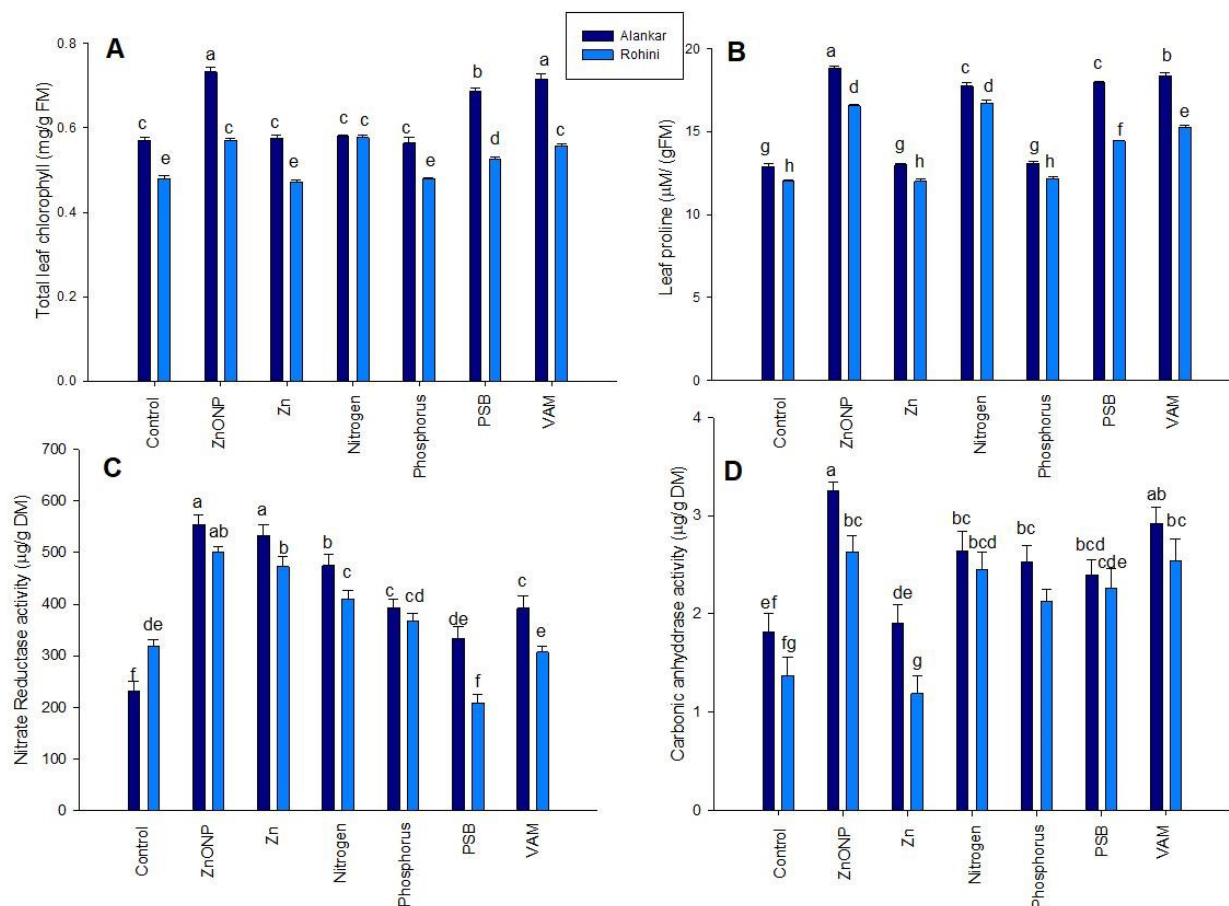 Alankar
Rohini
A
Total leaf chlorophyll (mg/g FM)
0.8
0.6
0.4
0.2
0.0
c e a c c e c c c e b d a c
Control
ZnONP
Zn
Nitrogen
Phosphorus
PSB
VAM
B
Leaf proline (µM/ (gFM)
20
15
10
5
0
g h a d g h c d g h c f b e
Control
ZnONP
Zn
Nitrogen
Phosphorus
PSB
VAM
C
Nitrate Reductase activity (µg/g DM)
700
600
500
400
300
200
100
0
f de a ab a b b c c cd de f c e
Control
ZnONP
Zn
Nitrogen
Phosphorus
PSB
VAM
D
Carbonic anhyddrase activity (µg/g DM)
4
3
2
1
0
ef fg a bc de g bc bcd bc bcd cde ab bc
Control
ZnONP
Zn
Nitrogen
Phosphorus
PSB
VAM